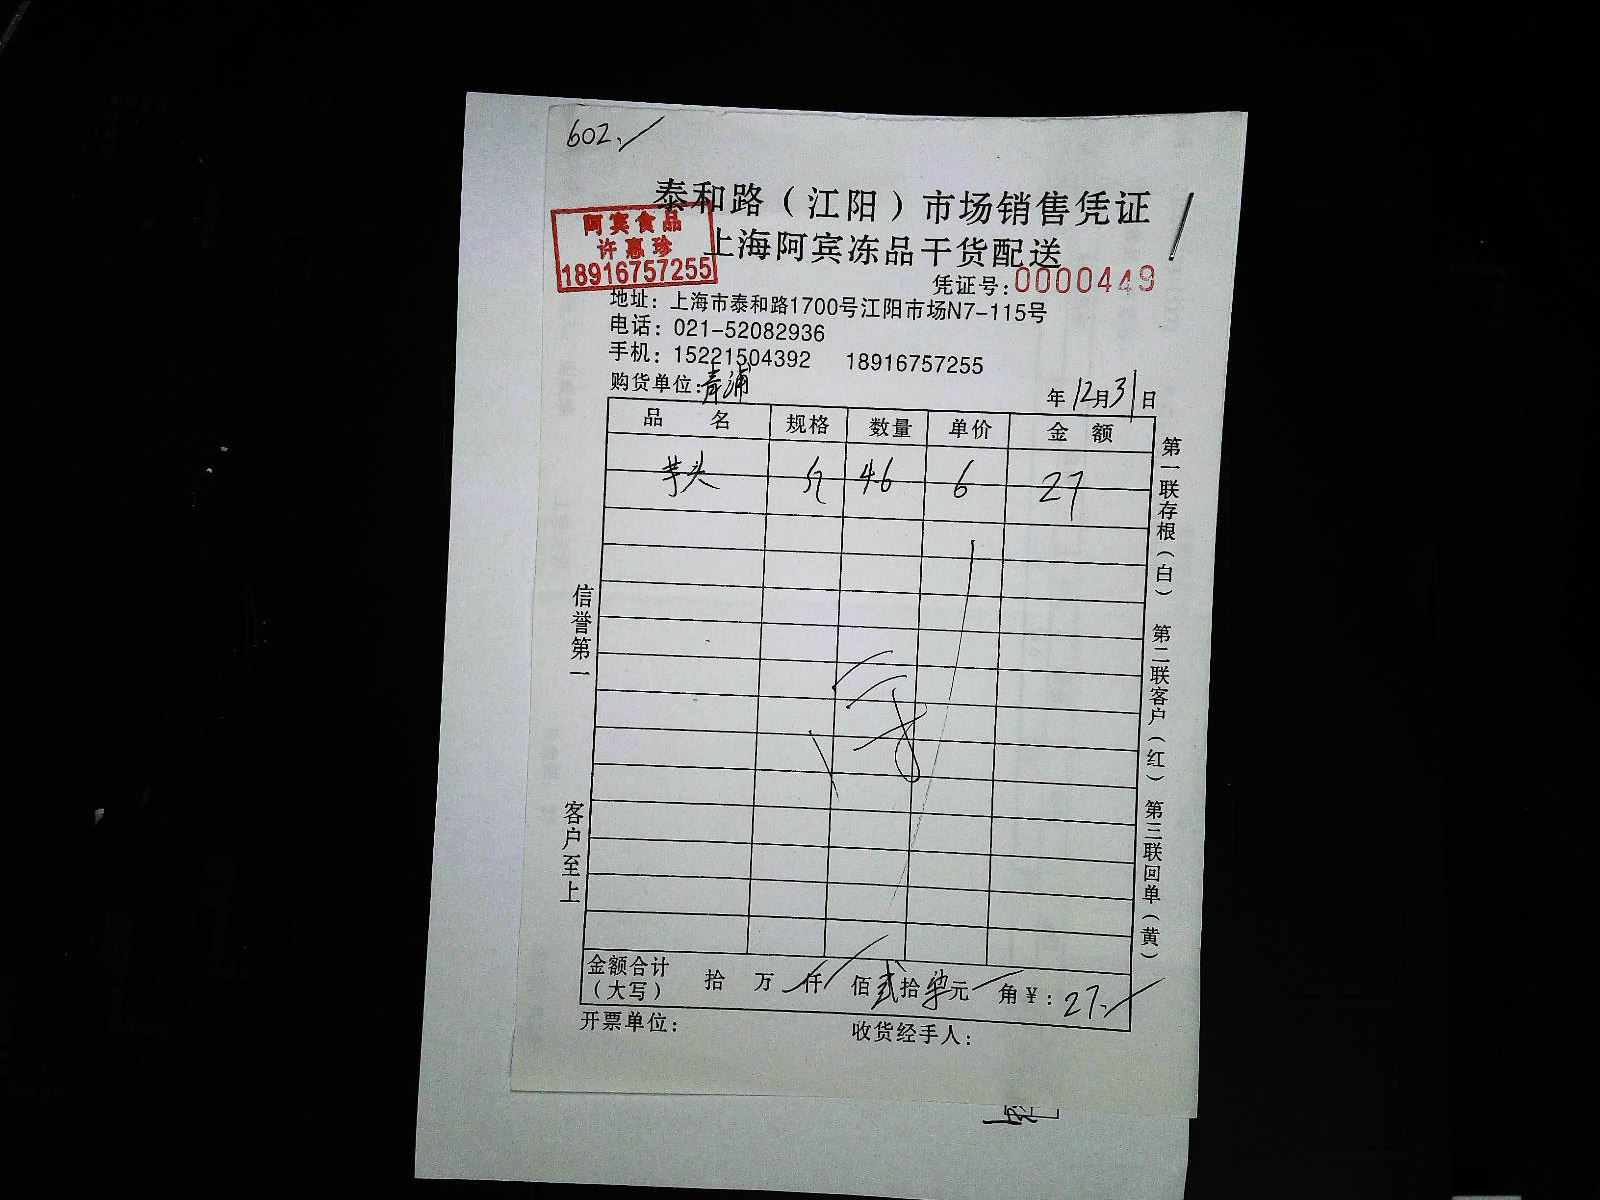 602.
泰和路（江阳）市场销售凭证
阿宾食品
许惠珍
18916757255
上海阿宾冻品干货配送
凭证号：0000449
地址：上海市泰和路1700号江阳市场N7-115号
电话：021-52082936
手机：15221504392 18916757255
购货单位：青浦 年12月31日
品 名 规格 数量 单价 金 额
芋头 4.6 6 27
第一联存根（白） 第二联客户（红） 第三联回单（黄）
信誉第一
客户至上
金额合计（大写） 拾 万 仟 佰贰拾柒元 角￥：27.
开票单位： 收货经手人：